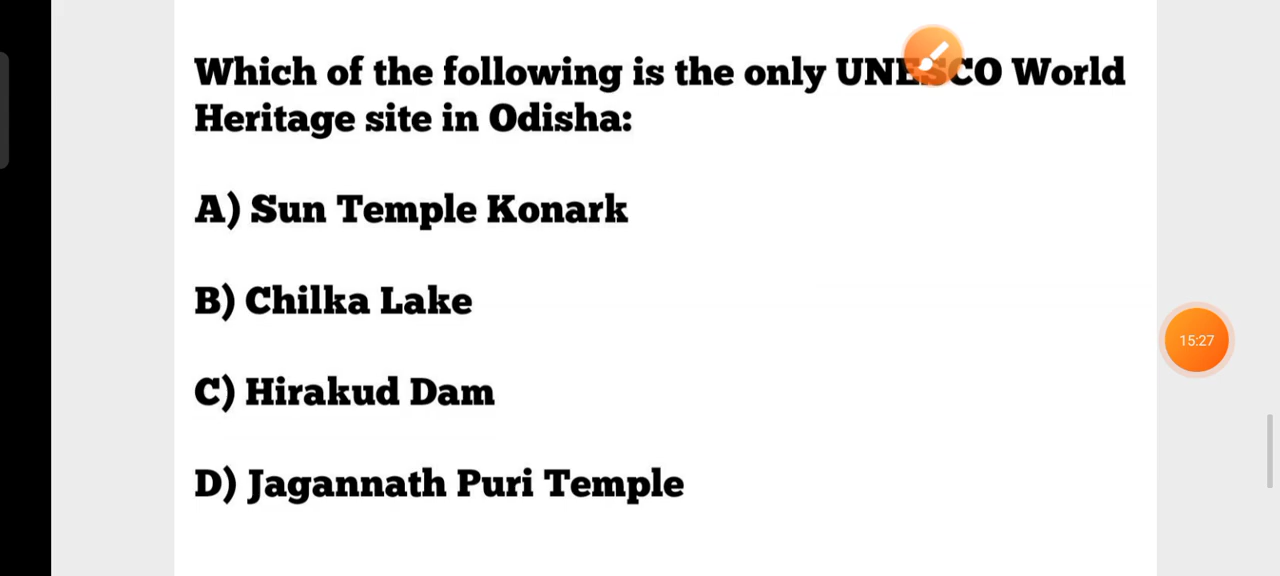 Which of the following is the only UNESCO World
Heritage site in Odisha:
A) Sun Temple Konark
B) Chilka Lake
C) Hirakud Dam
D) Jagannath Puri Temple
15:27